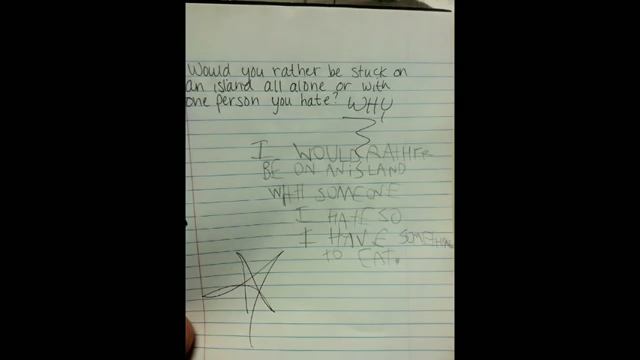 Would you rather be stuck on
an island all alone or with
one person you hate? WHY
I WOULD RATHER
BE ON AN ISLAND
WITH SOMEONE
I HATE SO
I HAVE SOMETHING
to EAT.